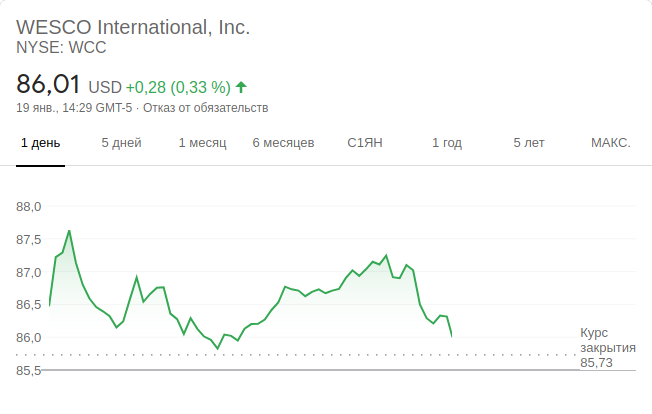 WESCO International, Inc.
NYSE: WCC
86,01 USD +0,28 (0,33 %)
19 янв., 14:29 GMT-5 · Отказ от обязательств
1 день 5 дней 1 месяц 6 месяцев С1ЯН 1 год 5 лет МАКС.
88,0
87,5
87,0
86,5
86,0
85,5
Курс
закрытия
85,73